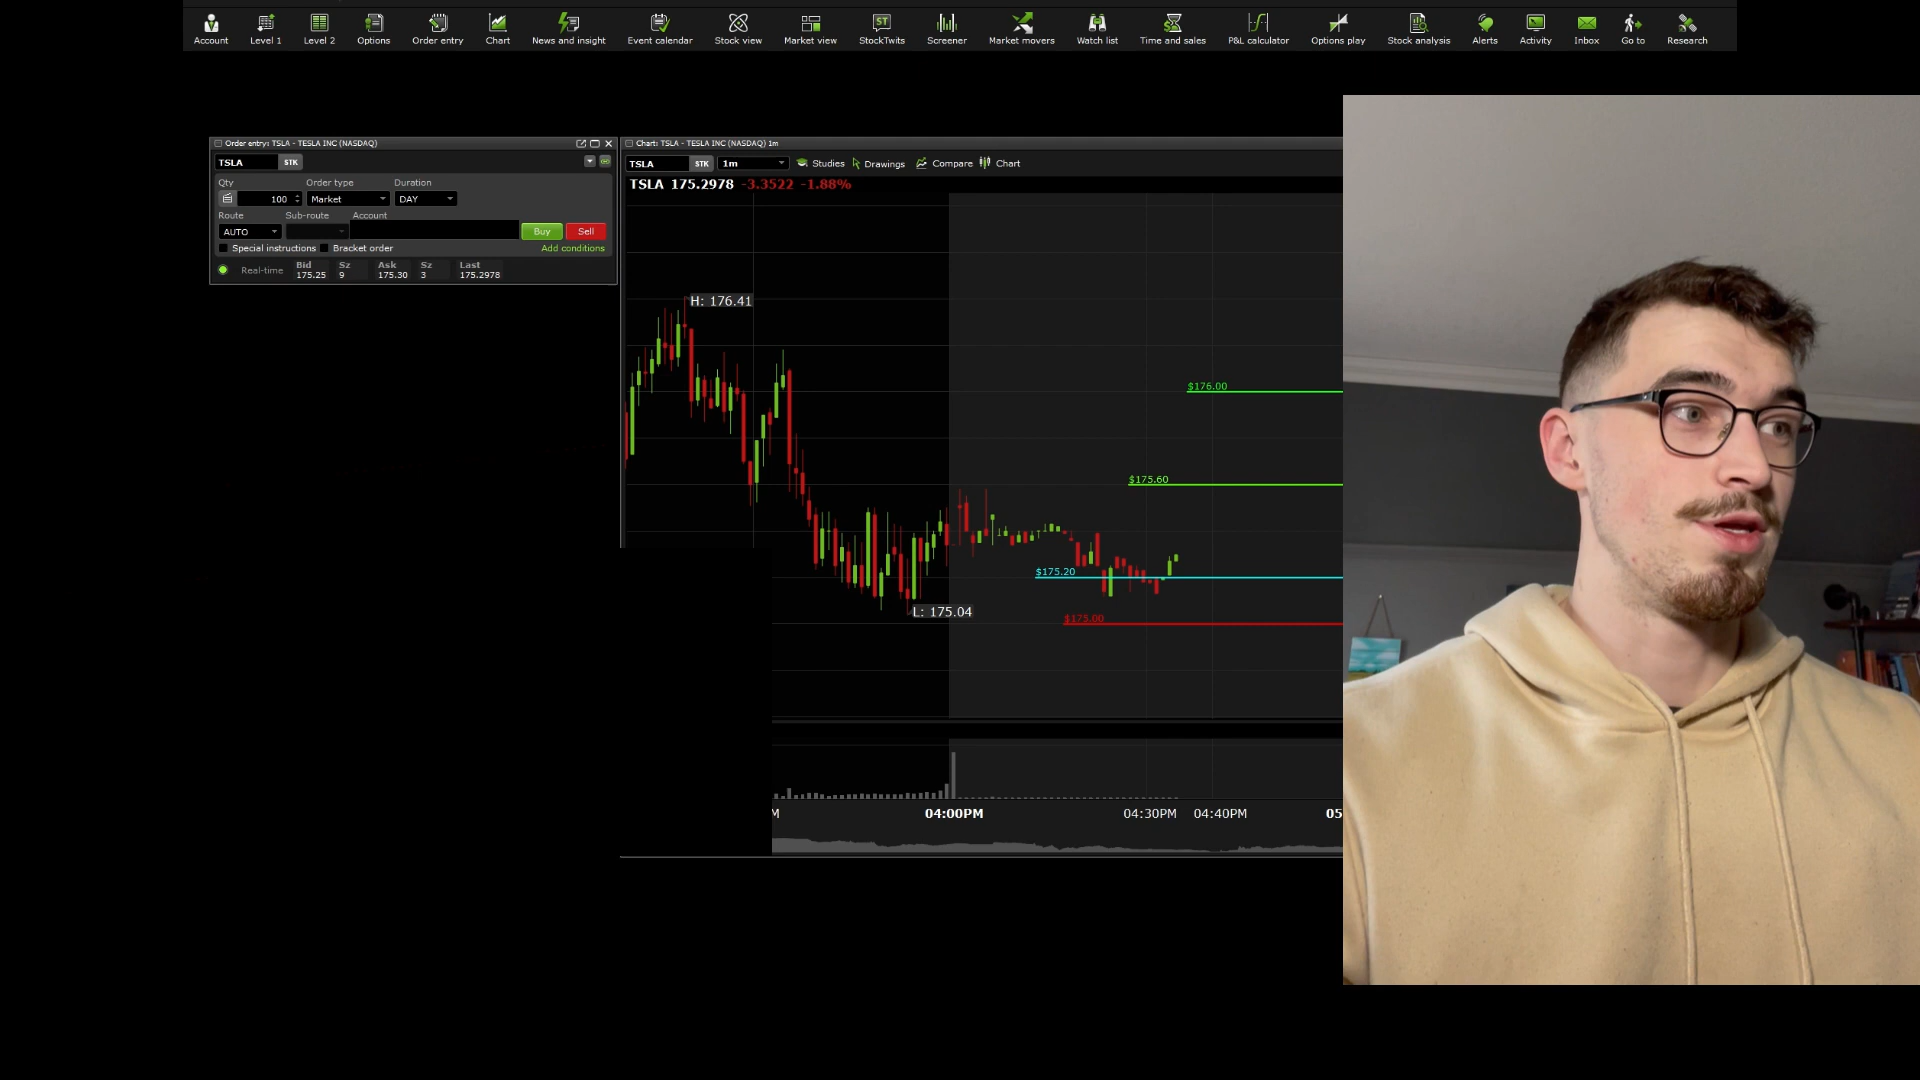 Account Level 1 Level 2 Options Order entry Chart News and insight Event calendar Stock view Market view StockTwits Screener Market movers Watch list Time and sales P&L calculator Options play Stock analysis Alerts Activity Inbox Go to Research
ST
Order entry: TSLA - TESLA INC (NASDAQ)
TSLA STK
Qty Order type Duration
100 Market DAY
Route Sub-route Account
AUTO Buy Sell
Special instructions Bracket order Add conditions
Real-time Bid Sz Ask Sz Last
175.25 9 175.30 3 175.2978
Chart: TSLA - TESLA INC (NASDAQ) 1m
TSLA STK 1m Studies Drawings Compare Chart
TSLA 175.2978 -3.3522 -1.88%
H: 176.41
$176.00
$175.60
$175.20
L: 175.04
$175.00
M 04:00PM 04:30PM 04:40PM 05